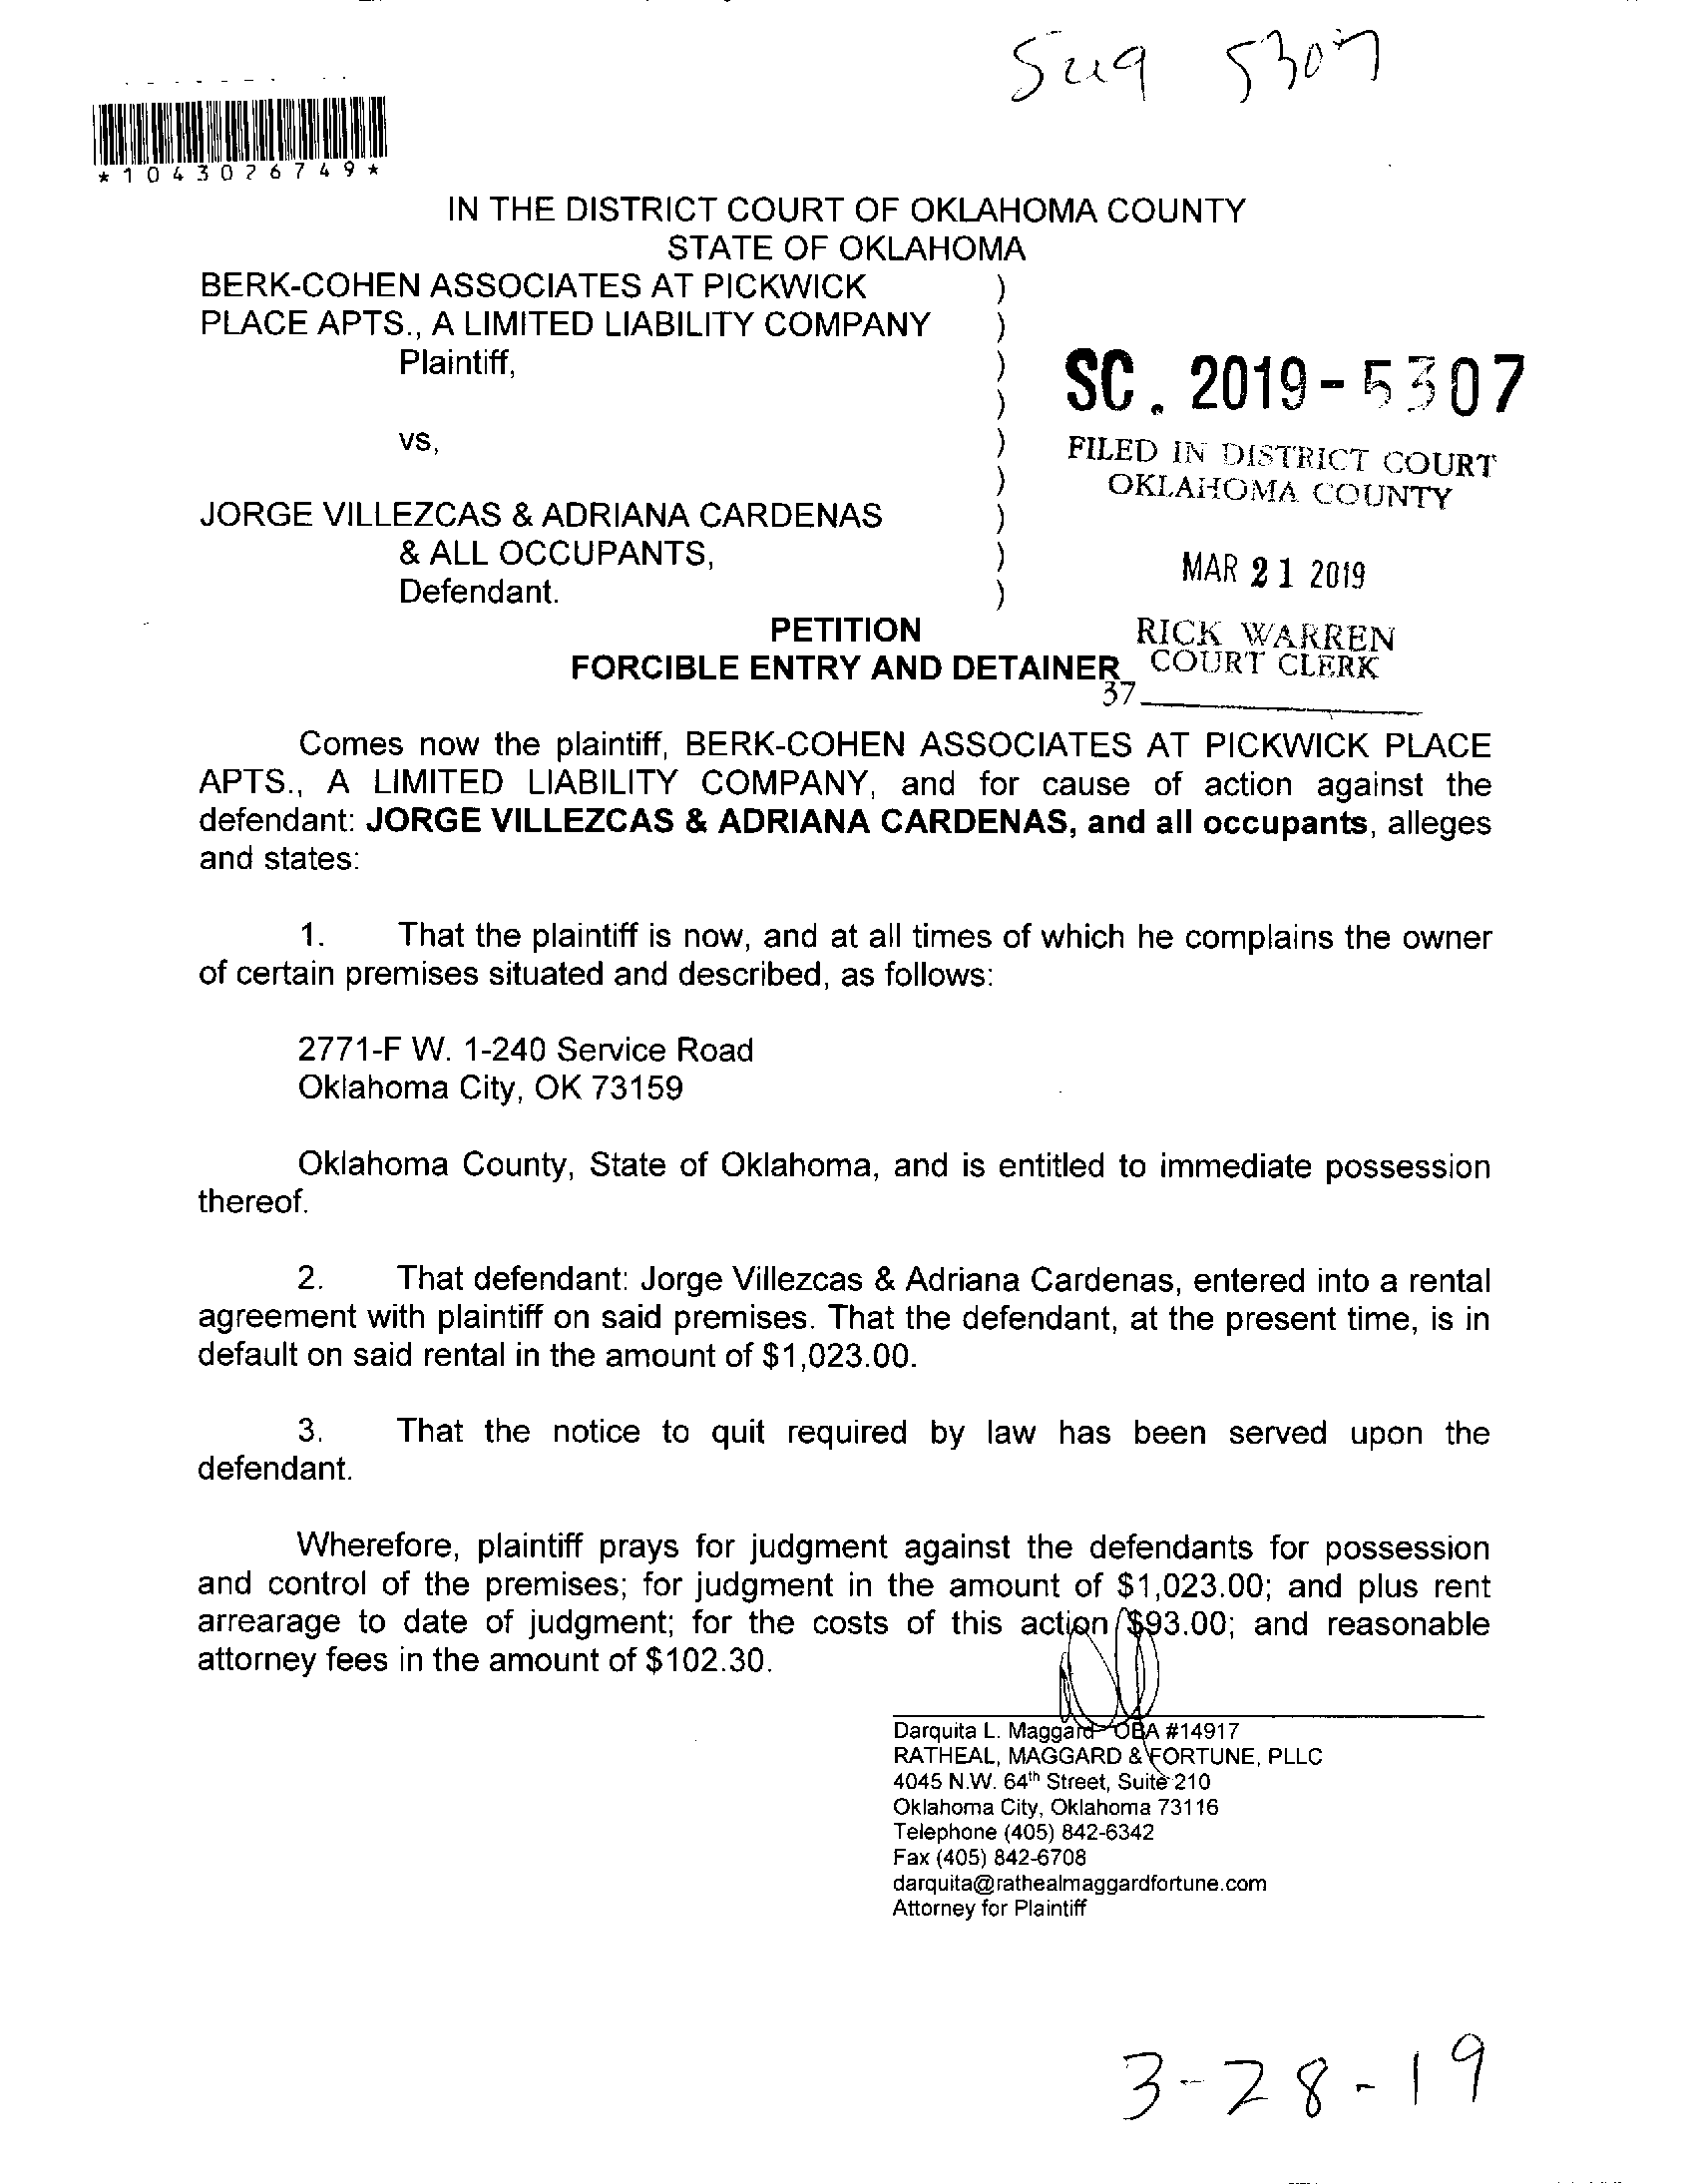 Su19 5307
*1043026749*
IN THE DISTRICT COURT OF OKLAHOMA COUNTY
STATE OF OKLAHOMA
BERK-COHEN ASSOCIATES AT PICKWICK )
PLACE APTS., A LIMITED LIABILITY COMPANY )
Plaintiff, )
)
SC. 2019-5307
vs, )
)
FILED IN DISTRICT COURT
OKLAHOMA COUNTY
JORGE VILLEZCAS & ADRIANA CARDENAS )
& ALL OCCUPANTS, )
MAR 21 2019
Defendant. )
PETITION
RICK WARREN
FORCIBLE ENTRY AND DETAINER
COURT CLERK
37
Comes now the plaintiff, BERK-COHEN ASSOCIATES AT PICKWICK PLACE
APTS., A LIMITED LIABILITY COMPANY, and for cause of action against the
defendant: JORGE VILLEZCAS & ADRIANA CARDENAS, and all occupants, alleges
and states:
1. That the plaintiff is now, and at all times of which he complains the owner
of certain premises situated and described, as follows:
2771-F W. 1-240 Service Road
Oklahoma City, OK 73159
Oklahoma County, State of Oklahoma, and is entitled to immediate possession
thereof.
2. That defendant: Jorge Villezcas & Adriana Cardenas, entered into a rental
agreement with plaintiff on said premises. That the defendant, at the present time, is in
default on said rental in the amount of $1,023.00.
3. That the notice to quit required by law has been served upon the
defendant.
Wherefore, plaintiff prays for judgment against the defendants for possession
and control of the premises; for judgment in the amount of $1,023.00; and plus rent
arrearage to date of judgment; for the costs of this action $93.00; and reasonable
attorney fees in the amount of $102.30.
Darquita L. Maggard OBA #14917
RATHEAL, MAGGARD & FORTUNE, PLLC
4045 N.W. 64th Street, Suite 210
Oklahoma City, Oklahoma 73116
Telephone (405) 842-6342
Fax (405) 842-6708
darquita@rathealmaggardfortune.com
Attorney for Plaintiff
3-28-19